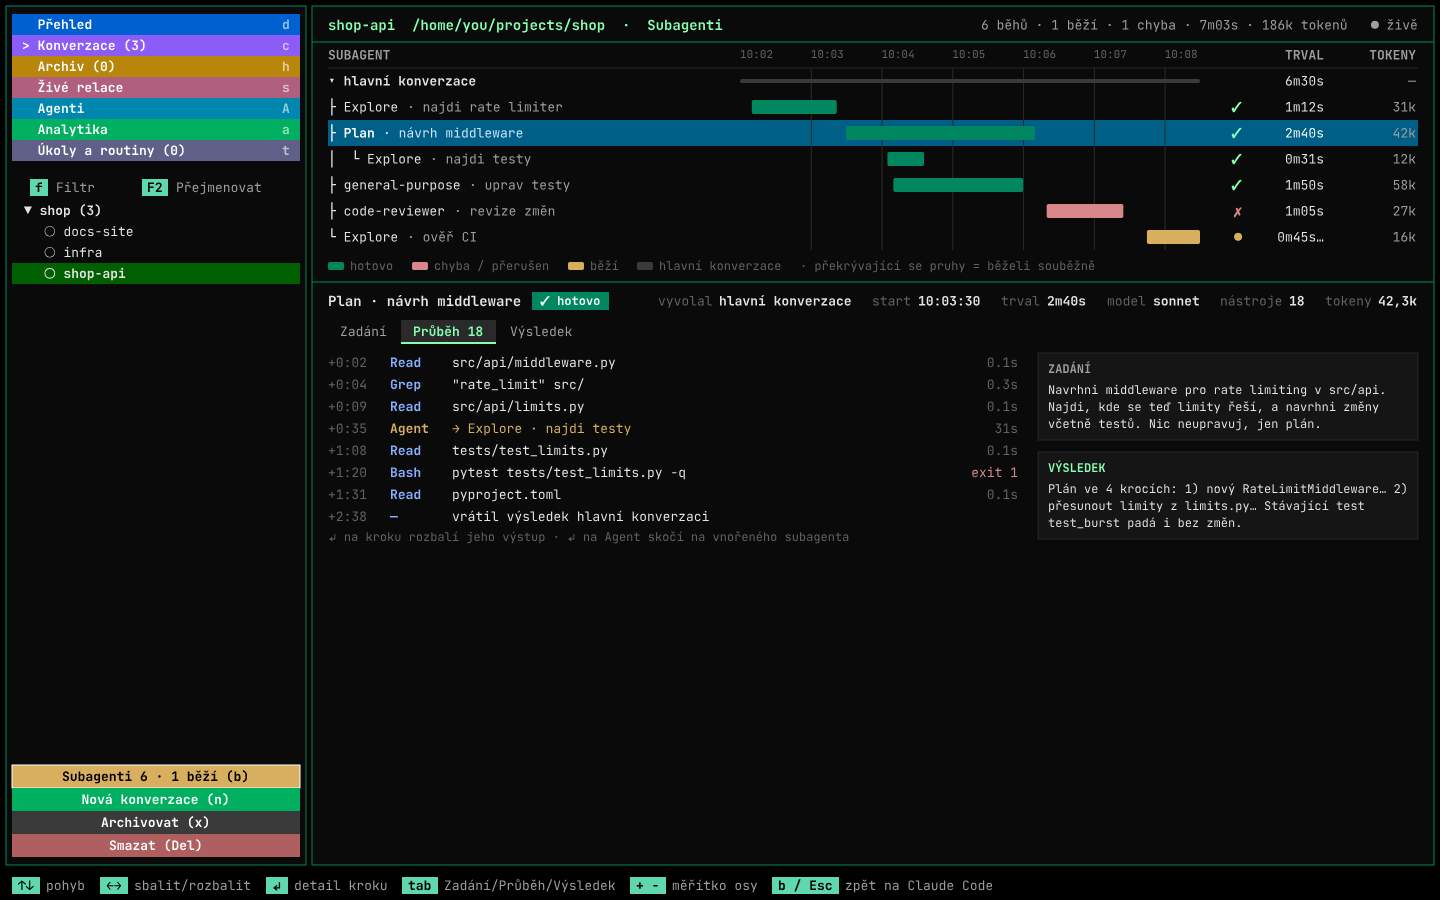 Přehled d
> Konverzace (3) c
Archiv (0) h
Živé relace s
Agenti A
Analytika a
Úkoly a routiny (0) t
f Filtr F2 Přejmenovat
▼ shop (3)
○ docs-site
○ infra
○ shop-api
Subagenti 6 · 1 běží (b)
Nová konverzace (n)
Archivovat (x)
Smazat (Del)
shop-api /home/you/projects/shop · Subagenti 6 běhů · 1 běží · 1 chyba · 7m03s · 186k tokenů ● živě
SUBAGENT 10:02 10:03 10:04 10:05 10:06 10:07 10:08 TRVAL TOKENY
▾ hlavní konverzace 6m30s —
├ Explore · najdi rate limiter ✓ 1m12s 31k
├ Plan · návrh middleware ✓ 2m40s 42k
│ └ Explore · najdi testy ✓ 0m31s 12k
├ general-purpose · uprav testy ✓ 1m50s 58k
├ code-reviewer · revize změn ✗ 1m05s 27k
└ Explore · ověř CI ● 0m45s… 16k
hotovo chyba / přerušen běží hlavní konverzace · překrývající se pruhy = běželi souběžně
Plan · návrh middleware ✓ hotovo vyvolal hlavní konverzace start 10:03:30 trval 2m40s model sonnet nástroje 18 tokeny 42,3k
Zadání Průběh 18 Výsledek
+0:02 Read src/api/middleware.py 0.1s
+0:04 Grep "rate_limit" src/ 0.3s
+0:09 Read src/api/limits.py 0.1s
+0:35 Agent → Explore · najdi testy 31s
+1:08 Read tests/test_limits.py 0.1s
+1:20 Bash pytest tests/test_limits.py -q exit 1
+1:31 Read pyproject.toml 0.1s
+2:38 — vrátil výsledek hlavní konverzaci
↲ na kroku rozbalí jeho výstup · ↲ na Agent skočí na vnořeného subagenta
ZADÁNÍ
Navrhni middleware pro rate limiting v src/api.
Najdi, kde se teď limity řeší, a navrhni změny
včetně testů. Nic neupravuj, jen plán.
VÝSLEDEK
Plán ve 4 krocích: 1) nový RateLimitMiddleware… 2)
přesunout limity z limits.py… Stávající test
test_burst padá i bez změn.
↑↓ pohyb ↔ sbalit/rozbalit ↲ detail kroku tab Zadání/Průběh/Výsledek + - měřítko osy b / Esc zpět na Claude Code